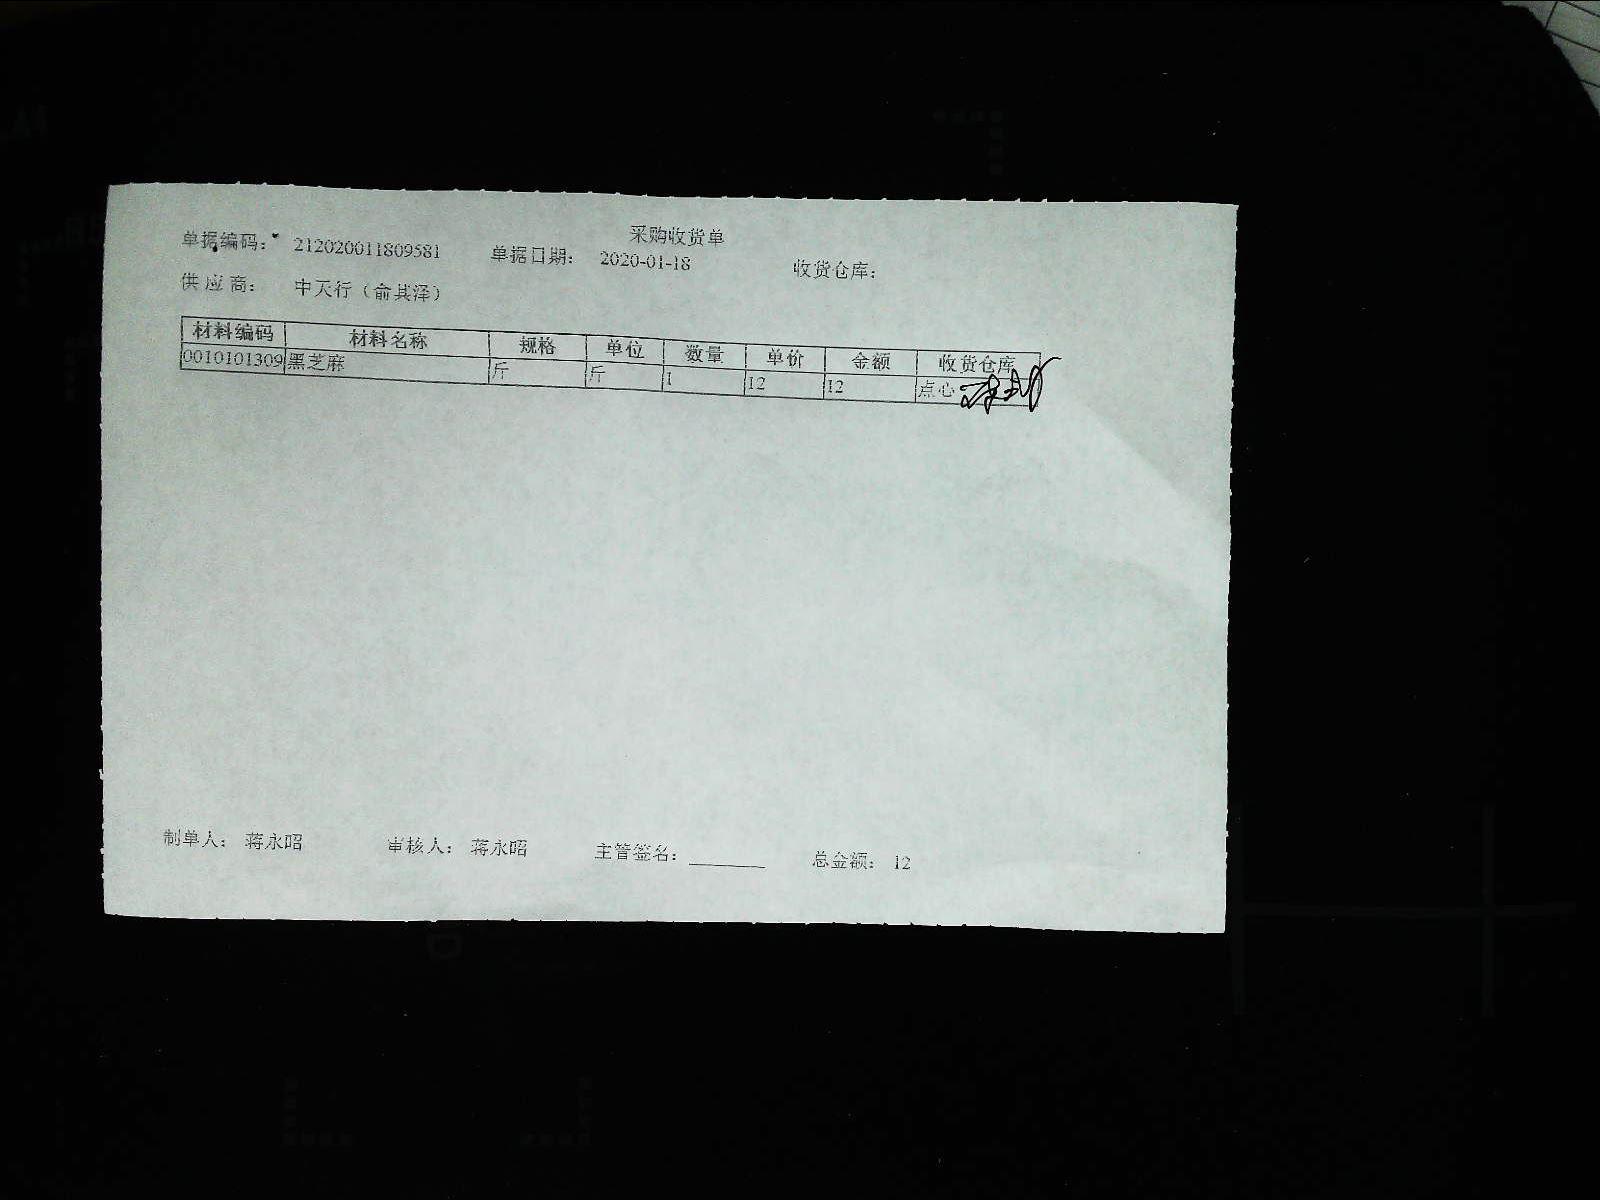 采购收货单
单据编码： 212020011809581 单据日期： 2020-01-18 收货仓库：
供应商： 中天行（俞其泽）
材料编码 材料名称 规格 单位 数量 单价 金额 收货仓库
0010101309 黑芝麻 斤 斤 1 12 12 点心
制单人： 蒋永昭 审核人： 蒋永昭 主管签名： 总金额： 12